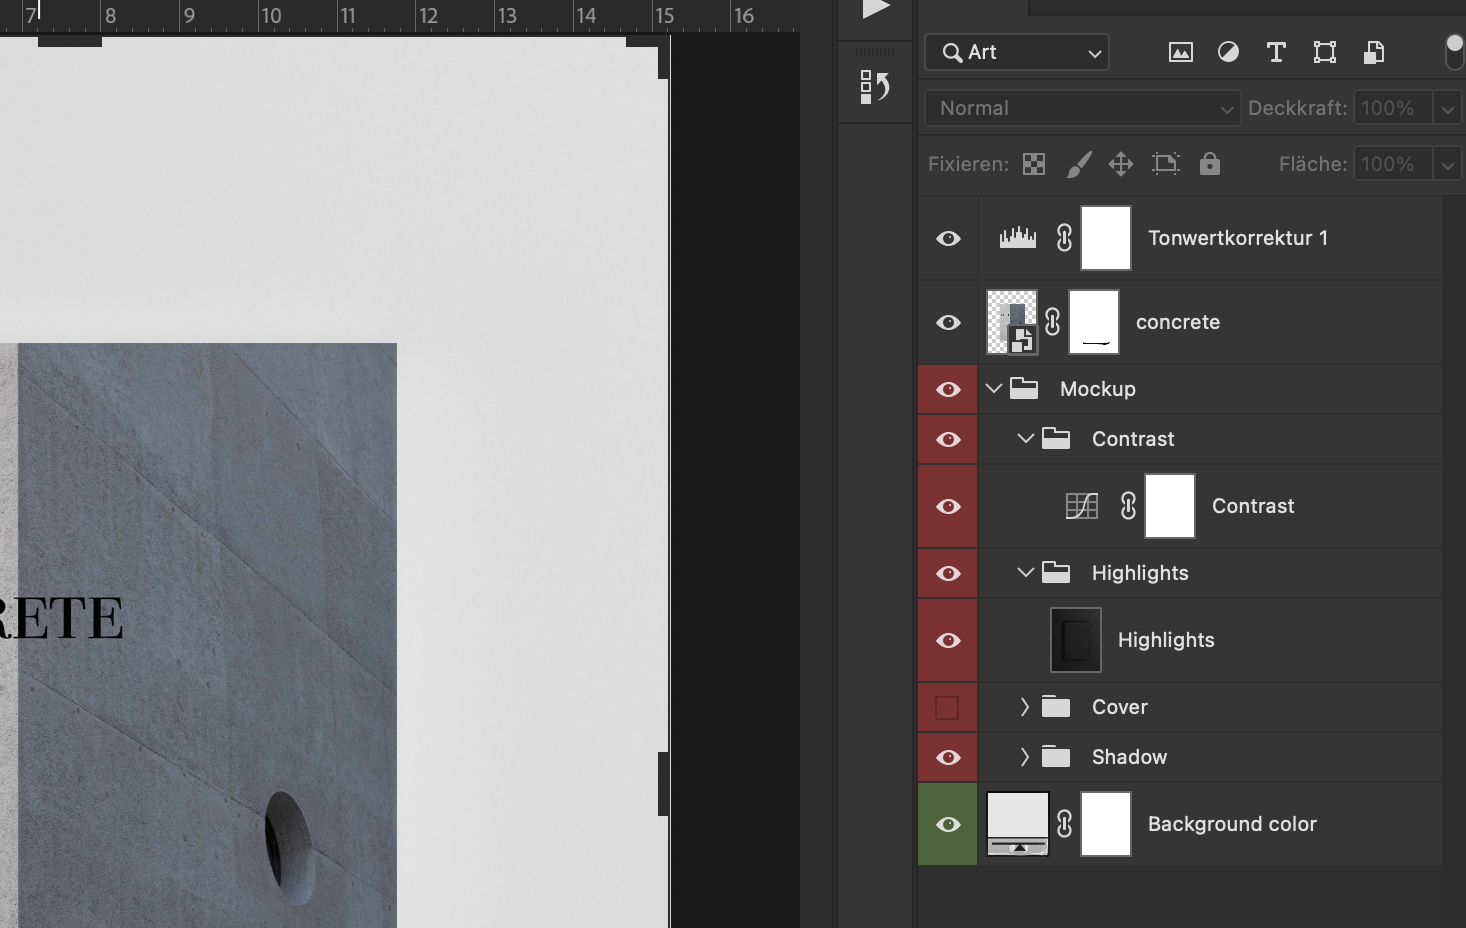 7 8 9 10 11 12 13 14 15 16
Art
Normal Deckkraft: 100%
Fixieren: Fläche: 100%
Tonwertkorrektur 1
concrete
Mockup
Contrast
Contrast
Highlights
Highlights
Cover
Shadow
Background color
RETE